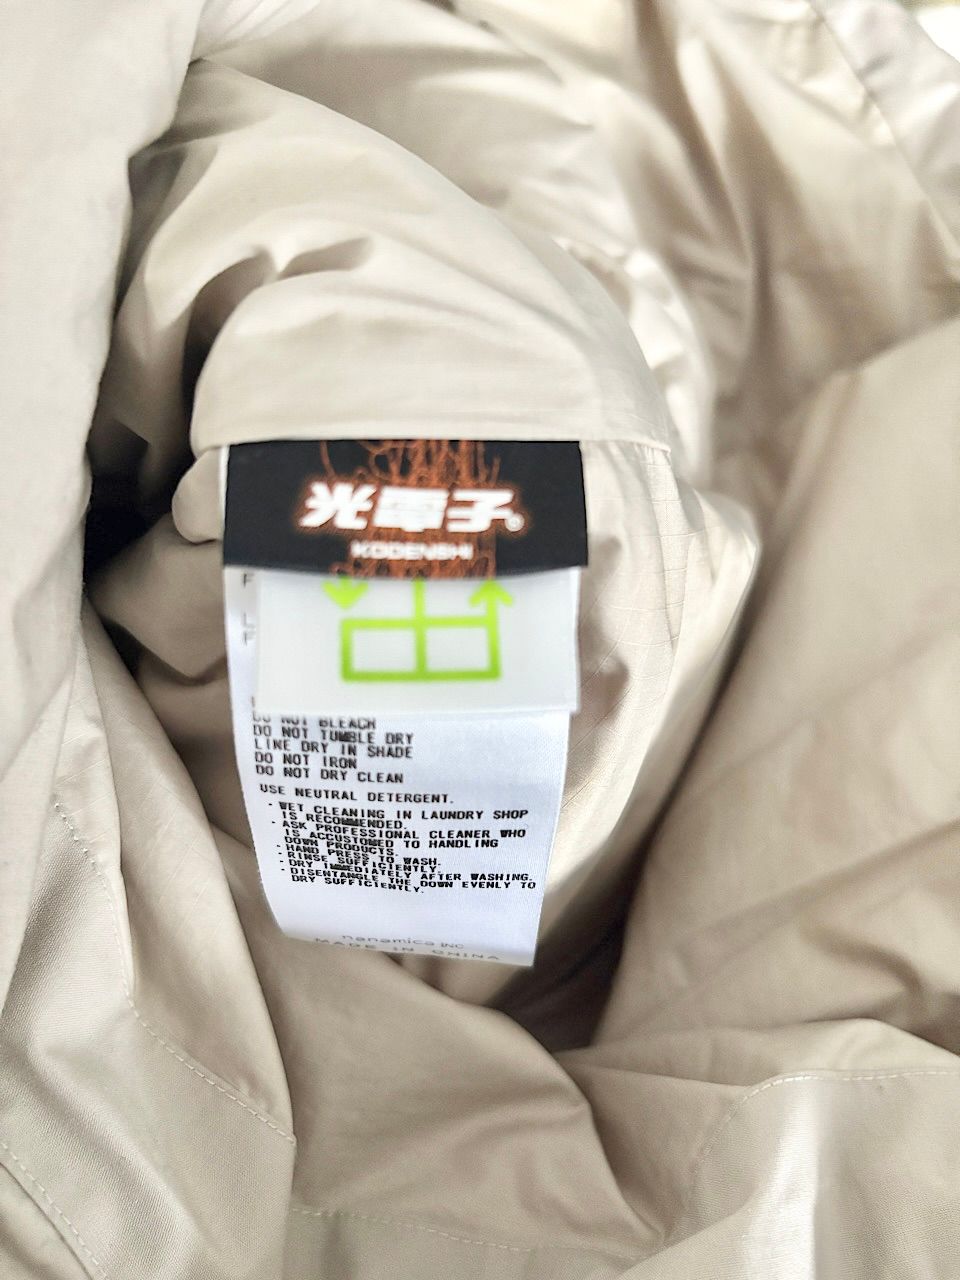 光電子®
KODENSHI
F
DO NOT BLEACH
DO NOT TUMBLE DRY
LINE DRY IN SHADE
DO NOT IRON
DO NOT DRY CLEAN
USE NEUTRAL DETERGENT.
- WET CLEANING IN LAUNDRY SHOP
IS RECOMMENDED.
- ASK PROFESSIONAL CLEANER WHO
IS ACCUSTOMED TO HANDLING
DOWN PRODUCTS.
- HAND PRESS TO WASH.
- RINSE SUFFICIENTLY.
- DRY IMMEDIATELY AFTER WASHING.
- DISENTANGLE THE DOWN EVENLY TO
DRY SUFFICIENTLY.
nanamica INC.
MADE IN CHINA